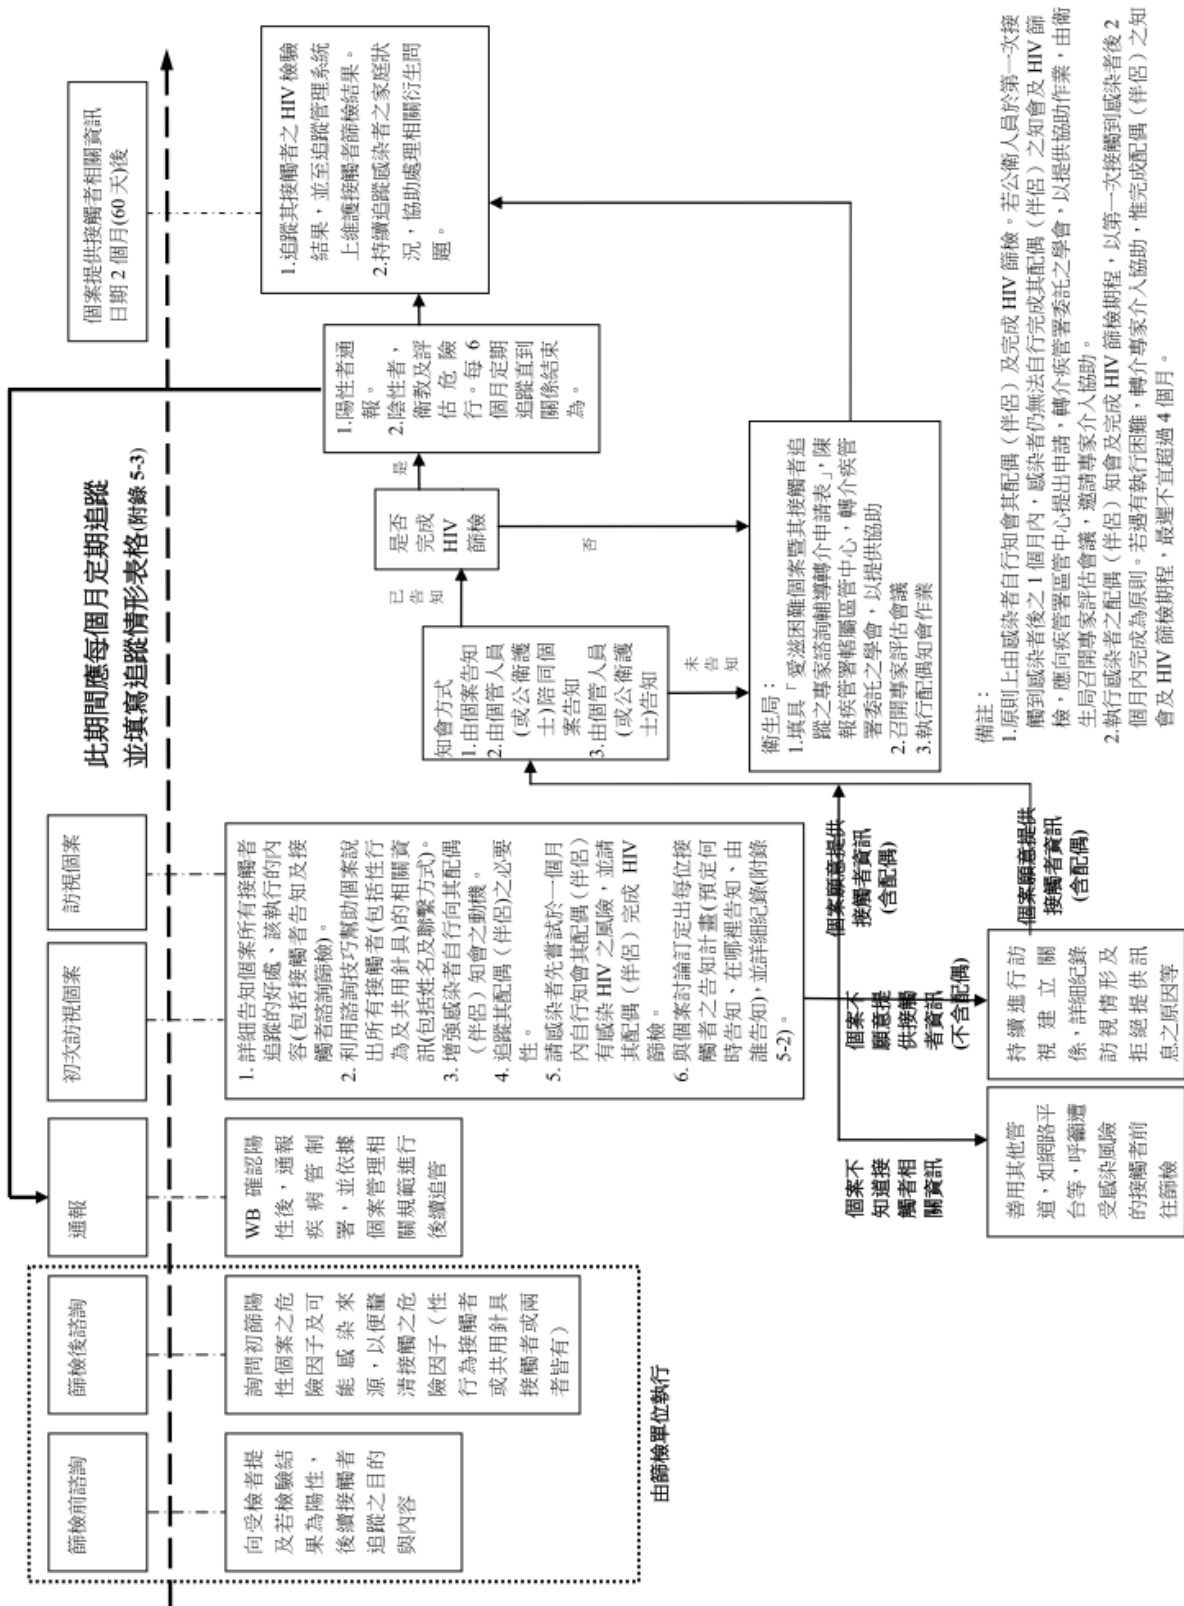 篩檢前諮詢
篩檢後諮詢
通報
初次訪視個案
訪視個案
此期間應每個月定期追蹤
並填寫追蹤情形表格(附錄 5-3)
個案提供接觸者相關資訊
日期 2 個月(60 天)後
向受檢者提
及若檢驗結
果為陽性，
後續接觸者
追蹤之目的
與內容
詢問初篩陽
性個案之危
險因子及可
能感染來
源，以便釐
清接觸之危
險因子（性
行為接觸者
或共用針具
接觸者或兩
者皆有）
由篩檢單位執行
WB 確認陽
性後，通報
疾病管制
署，並依據
個案管理相
關規範進行
後續追管
1. 詳細告知個案所有接觸者
追蹤的好處、該執行的內
容(包括接觸者告知及接
觸者諮詢篩檢)。
2. 利用諮詢技巧幫助個案說
出所有接觸者(包括性行
為及共用針具)的相關資
訊(包括姓名及聯繫方式)。
3. 增強感染者自行向其配偶
（伴侶）知會之動機。
4. 追蹤其配偶（伴侶)之必要
性。
5. 請感染者先嘗試於一個月
內自行知會其配偶（伴侶）
有感染 HIV 之風險，並請
其配偶（伴侶）完成 HIV
篩檢。
6. 與個案討論訂定出每位接
觸者之告知計畫(預定何
時告知、在哪裡告知、由
誰告知)，並詳細紀錄(附錄
5-2)。
個案不
知道接
觸者相
關資訊
個案不
願意提
供接觸
者資訊
(不含配偶)
個案願意提供
接觸者資訊
(含配偶)
善用其他管
道，如網路平
台等，呼籲遭
受感染風險
的接觸者前
往篩檢
持續進行訪
視建立關
係，詳細紀錄
訪視情形及
拒絕提供訊
息之原因等
個案願意提供
接觸者資訊
(含配偶)
知會方式
1.由個案告知
2.由個管人員
(或公衛護
士)陪同個
案告知
3.由個管人員
(或公衛護
士)告知
已
告
知
未
告
知
是否
完成
HIV
篩檢
是
否
1.陽性者通
報。
2.陰性者，
衛教及評
估危險
行。每 6
個月定期
追蹤直到
關係結束
為。
1.追蹤其接觸者之 HIV 檢驗
結果，並至追蹤管理系統
上維護接觸者篩檢結果。
2.持續追蹤感染者之家庭狀
況，協助處理相關衍生問
題。
衛生局：
1.填具「愛滋困難個案暨其接觸者追
蹤之專家諮詢輔導轉介申請表」，陳
報疾管署轄屬區管中心，轉介疾管
署委託之學會，以提供協助
2.召開專家評估會議
3.執行配偶知會作業
備註：
1.原則上由感染者自行知會其配偶（伴侶）及完成 HIV 篩檢。若公衛人員於第一次接
觸到感染者後之 1 個月內，感染者仍無法自行完成其配偶（伴侶）之知會及 HIV 篩
檢，應向疾管署區管中心提出申請，轉介疾管署委託之學會，以提供協助作業，由衛
生局召開專家評估會議，邀請專家介入協助。
2.執行感染者之配偶（伴侶）知會及完成 HIV 篩檢期程，以第一次接觸到感染者後 2
個月內完成為原則。若遇有執行困難，轉介專家介入協助，惟完成配偶（伴侶）之知
會及 HIV 篩檢期程，最遲不宜超過 4 個月。